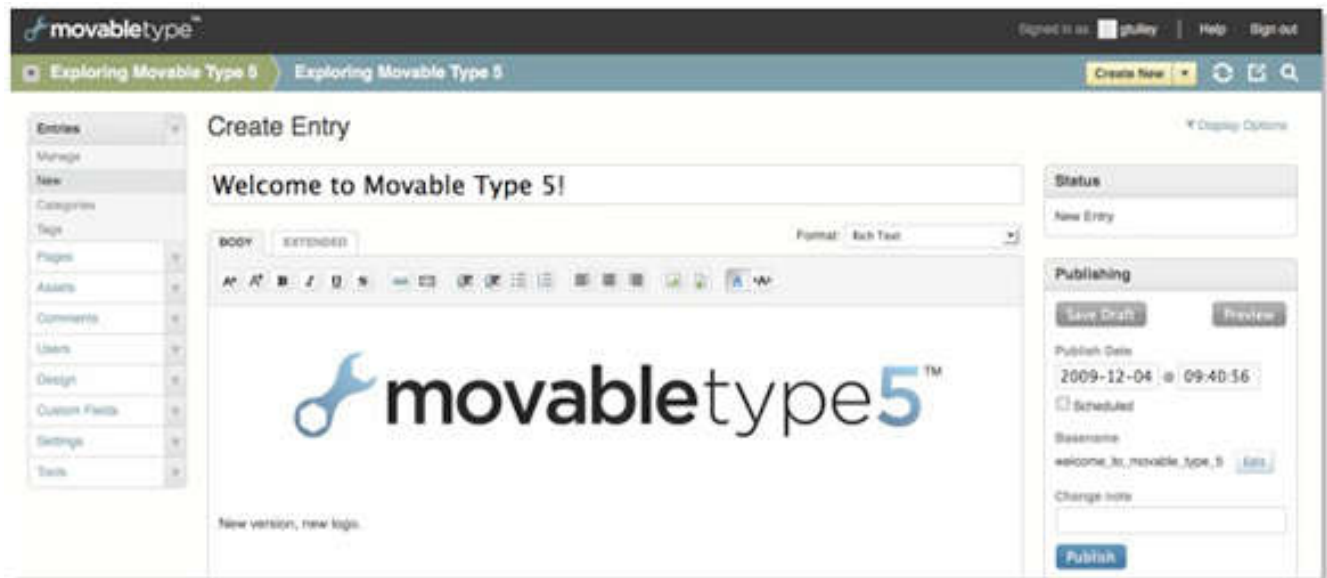 movabletype™
Signed in as gtulley | Help Sign out
Exploring Movable Type 5 Exploring Movable Type 5
Create New
Entries
Manage
New
Categories
Tags
Pages
Assets
Comments
Users
Design
Custom Fields
Settings
Tools
Create Entry
Display Options
Welcome to Movable Type 5!
BODY EXTENDED
Format: Rich Text
B I U S
movabletype5™
New version, new logo.
Status
New Entry
Publishing
Save Draft Preview
Publish Date
2009-12-04 @ 09:40:56
Scheduled
Basename
welcome_to_movable_type_5 Edit
Change note
Publish